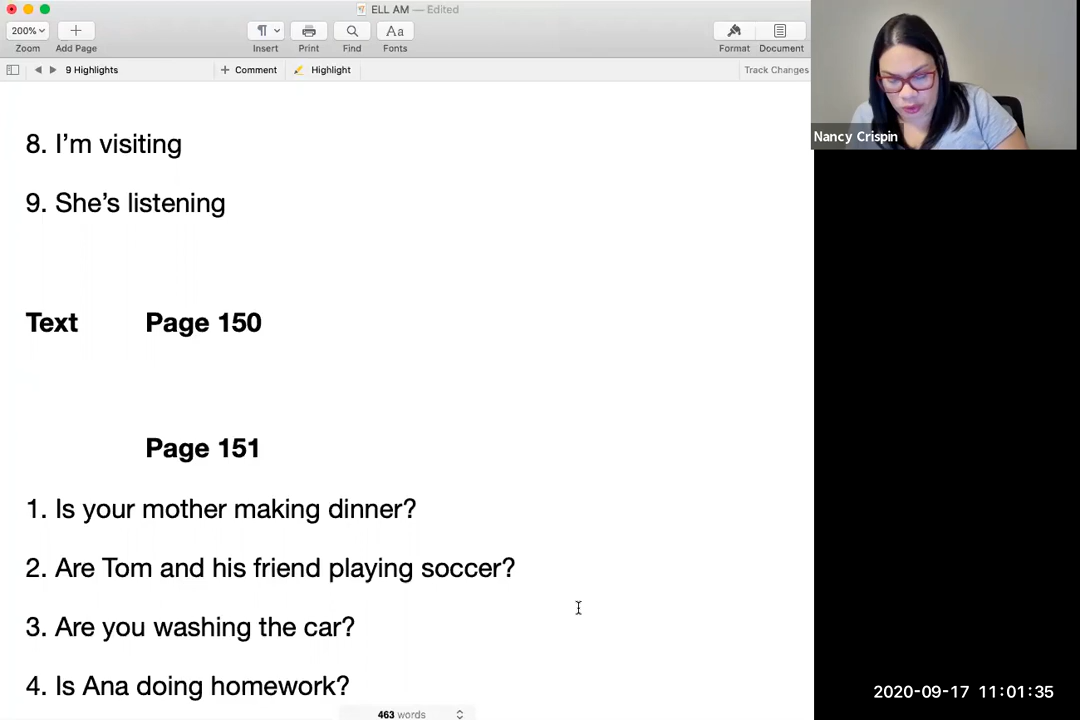 ELL AM — Edited
200%
Zoom
Add Page
Insert
Print
Find
Aa
Fonts
Format
Document
9 Highlights
Comment
Highlight
Track Changes
Nancy Crispin
8. I’m visiting
9. She’s listening
Text Page 150
Page 151
1. Is your mother making dinner?
2. Are Tom and his friend playing soccer?
3. Are you washing the car?
4. Is Ana doing homework?
463 words
2020-09-17 11:01:35